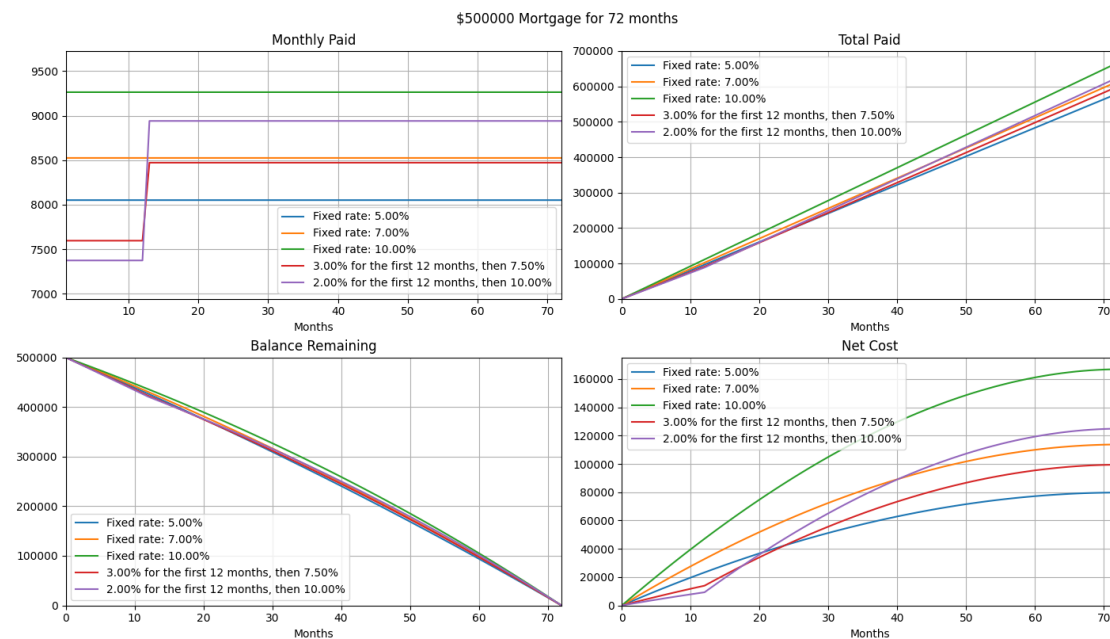 $500000 Mortgage for 72 months
Monthly Paid
9500
9000
8500
8000
7500
7000
Fixed rate: 5.00%
Fixed rate: 7.00%
Fixed rate: 10.00%
3.00% for the first 12 months, then 7.50%
2.00% for the first 12 months, then 10.00%
10 20 30 40 50 60 70
Months
Total Paid
700000
600000
500000
400000
300000
200000
100000
0
Fixed rate: 5.00%
Fixed rate: 7.00%
Fixed rate: 10.00%
3.00% for the first 12 months, then 7.50%
2.00% for the first 12 months, then 10.00%
0 10 20 30 40 50 60 70
Months
Balance Remaining
500000
400000
300000
200000
100000
0
Fixed rate: 5.00%
Fixed rate: 7.00%
Fixed rate: 10.00%
3.00% for the first 12 months, then 7.50%
2.00% for the first 12 months, then 10.00%
0 10 20 30 40 50 60 70
Months
Net Cost
160000
140000
120000
100000
80000
60000
40000
20000
0
Fixed rate: 5.00%
Fixed rate: 7.00%
Fixed rate: 10.00%
3.00% for the first 12 months, then 7.50%
2.00% for the first 12 months, then 10.00%
0 10 20 30 40 50 60 70
Months